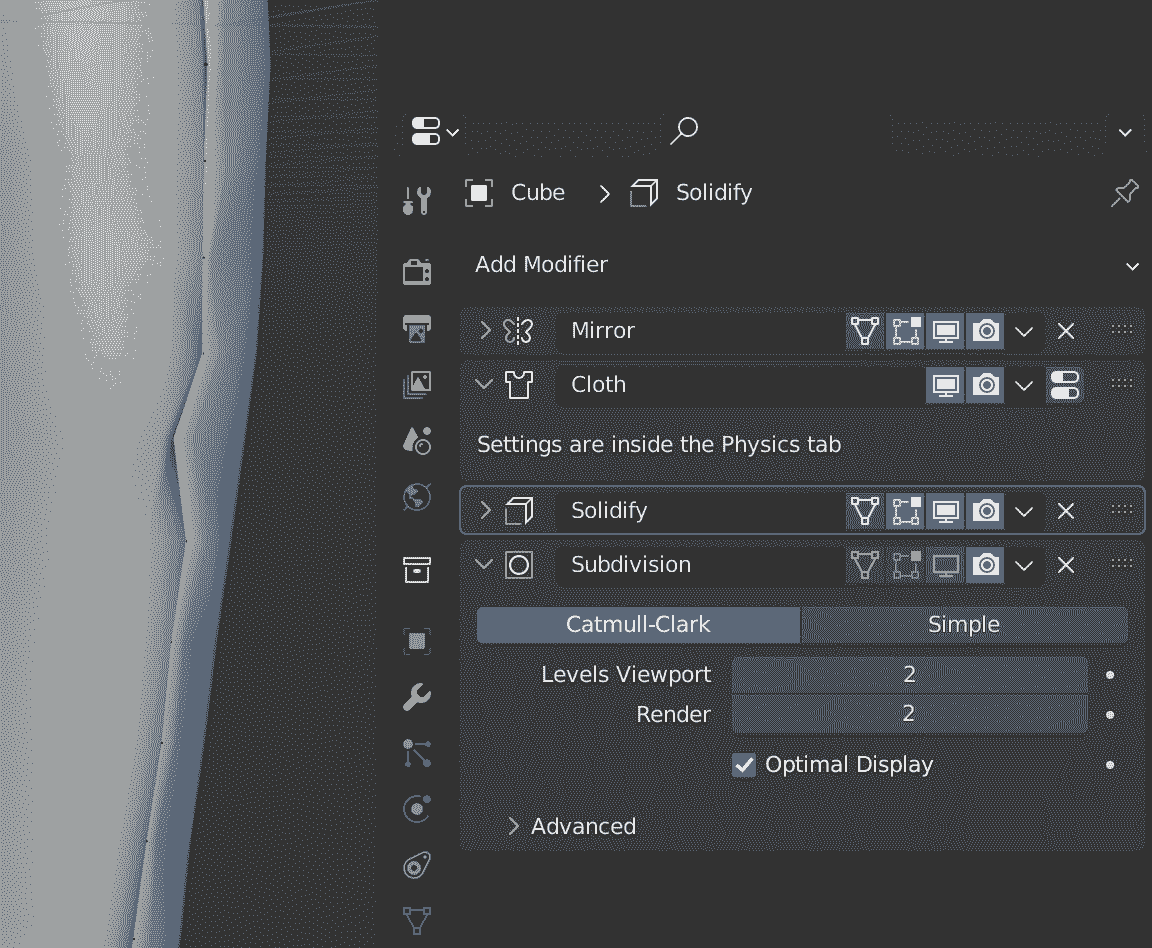 Cube > Solidify
Add Modifier
Mirror
Cloth
Settings are inside the Physics tab
Solidify
Subdivision
Catmull-Clark Simple
Levels Viewport 2
Render 2
Optimal Display
Advanced